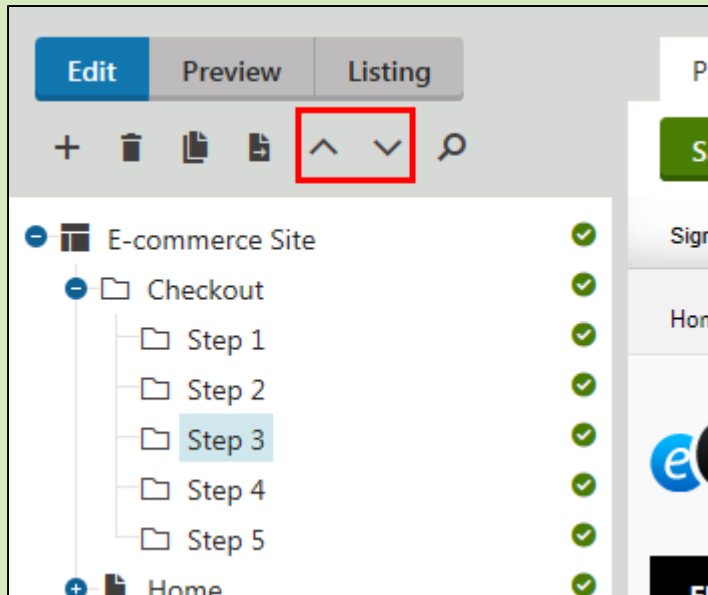 Edit Preview Listing
E-commerce Site
Checkout
Step 1
Step 2
Step 3
Step 4
Step 5
Home